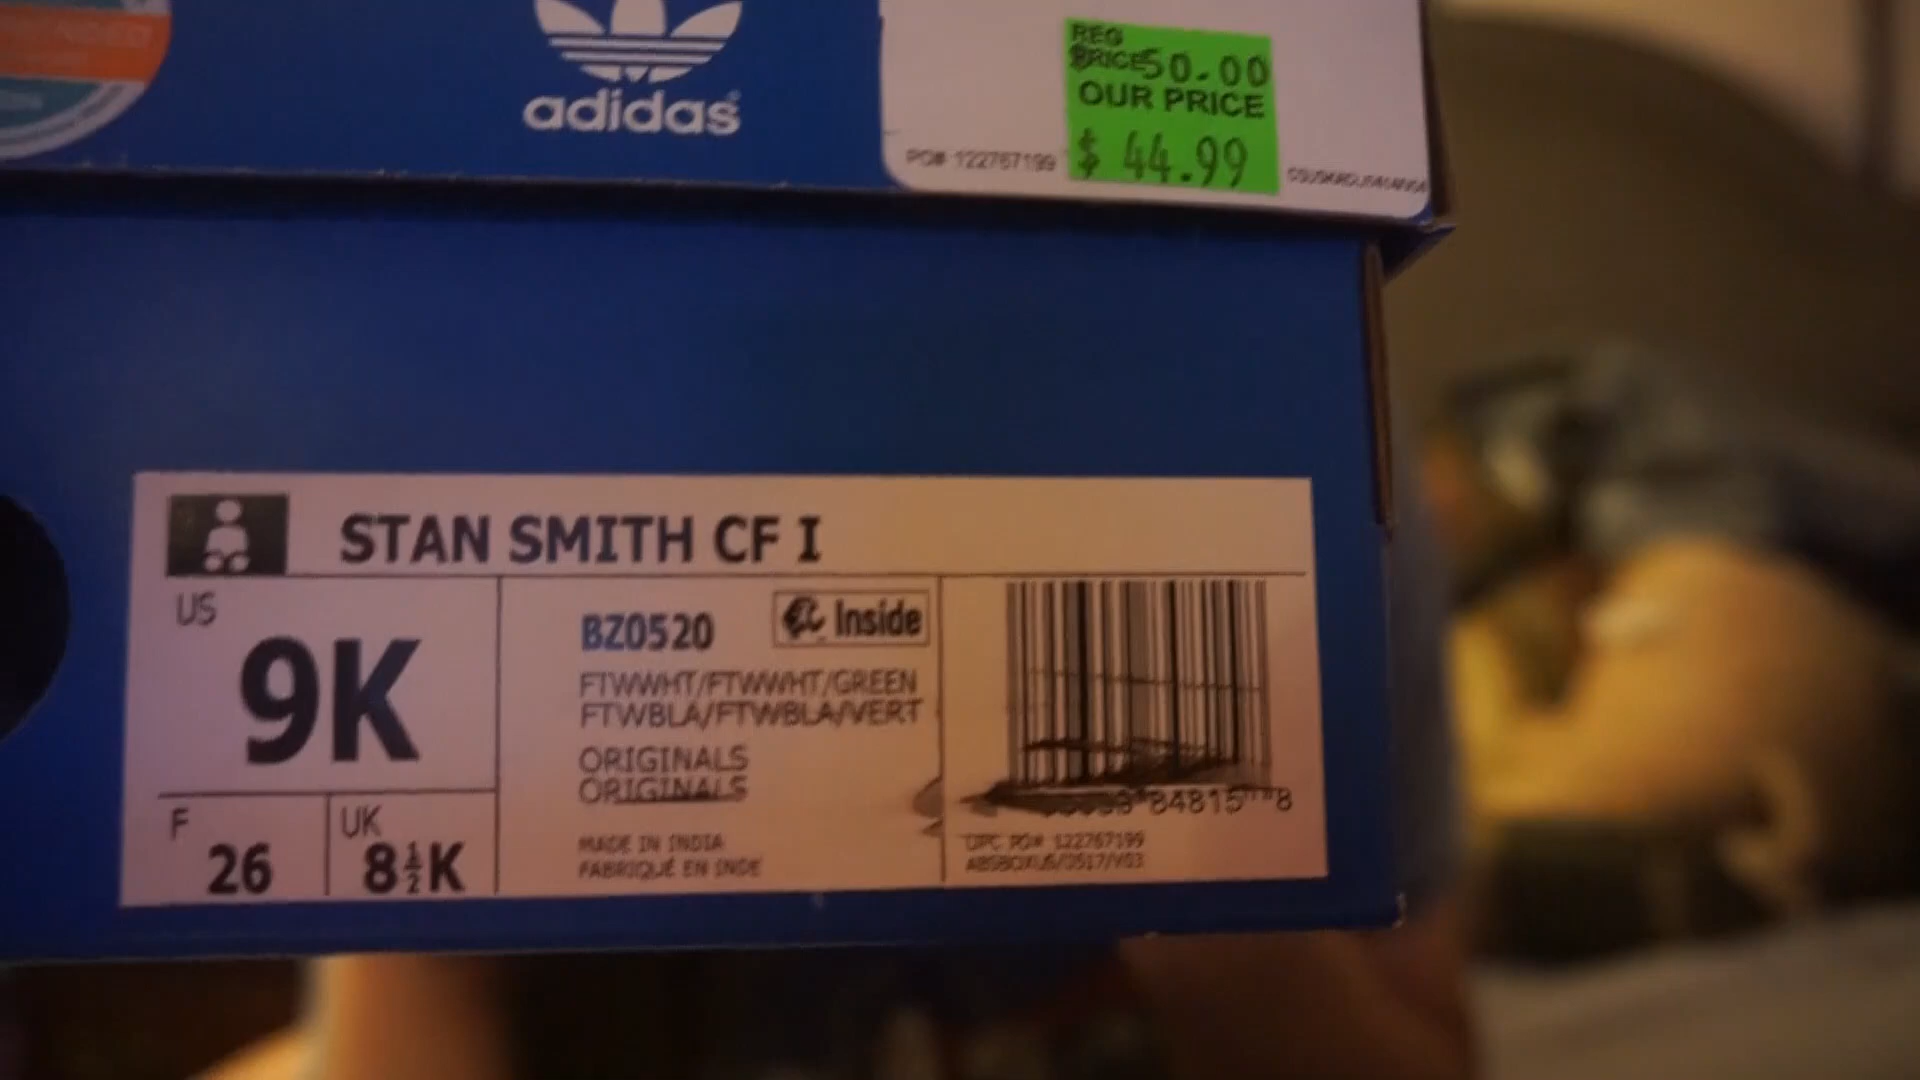 adidas
REG
PRICE 50.00
OUR PRICE
$ 44.99
PO# 122767199
STAN SMITH CF I
US
9K
F
26
UK
8½K
BZ0520
Inside
FTWWHT/FTWWHT/GREEN
FTWBLA/FTWBLA/VERT
ORIGINALS
ORIGINALS
MADE IN INDIA
FABRIQUÉ EN INDE
84815 8
UPC PO# 122767199